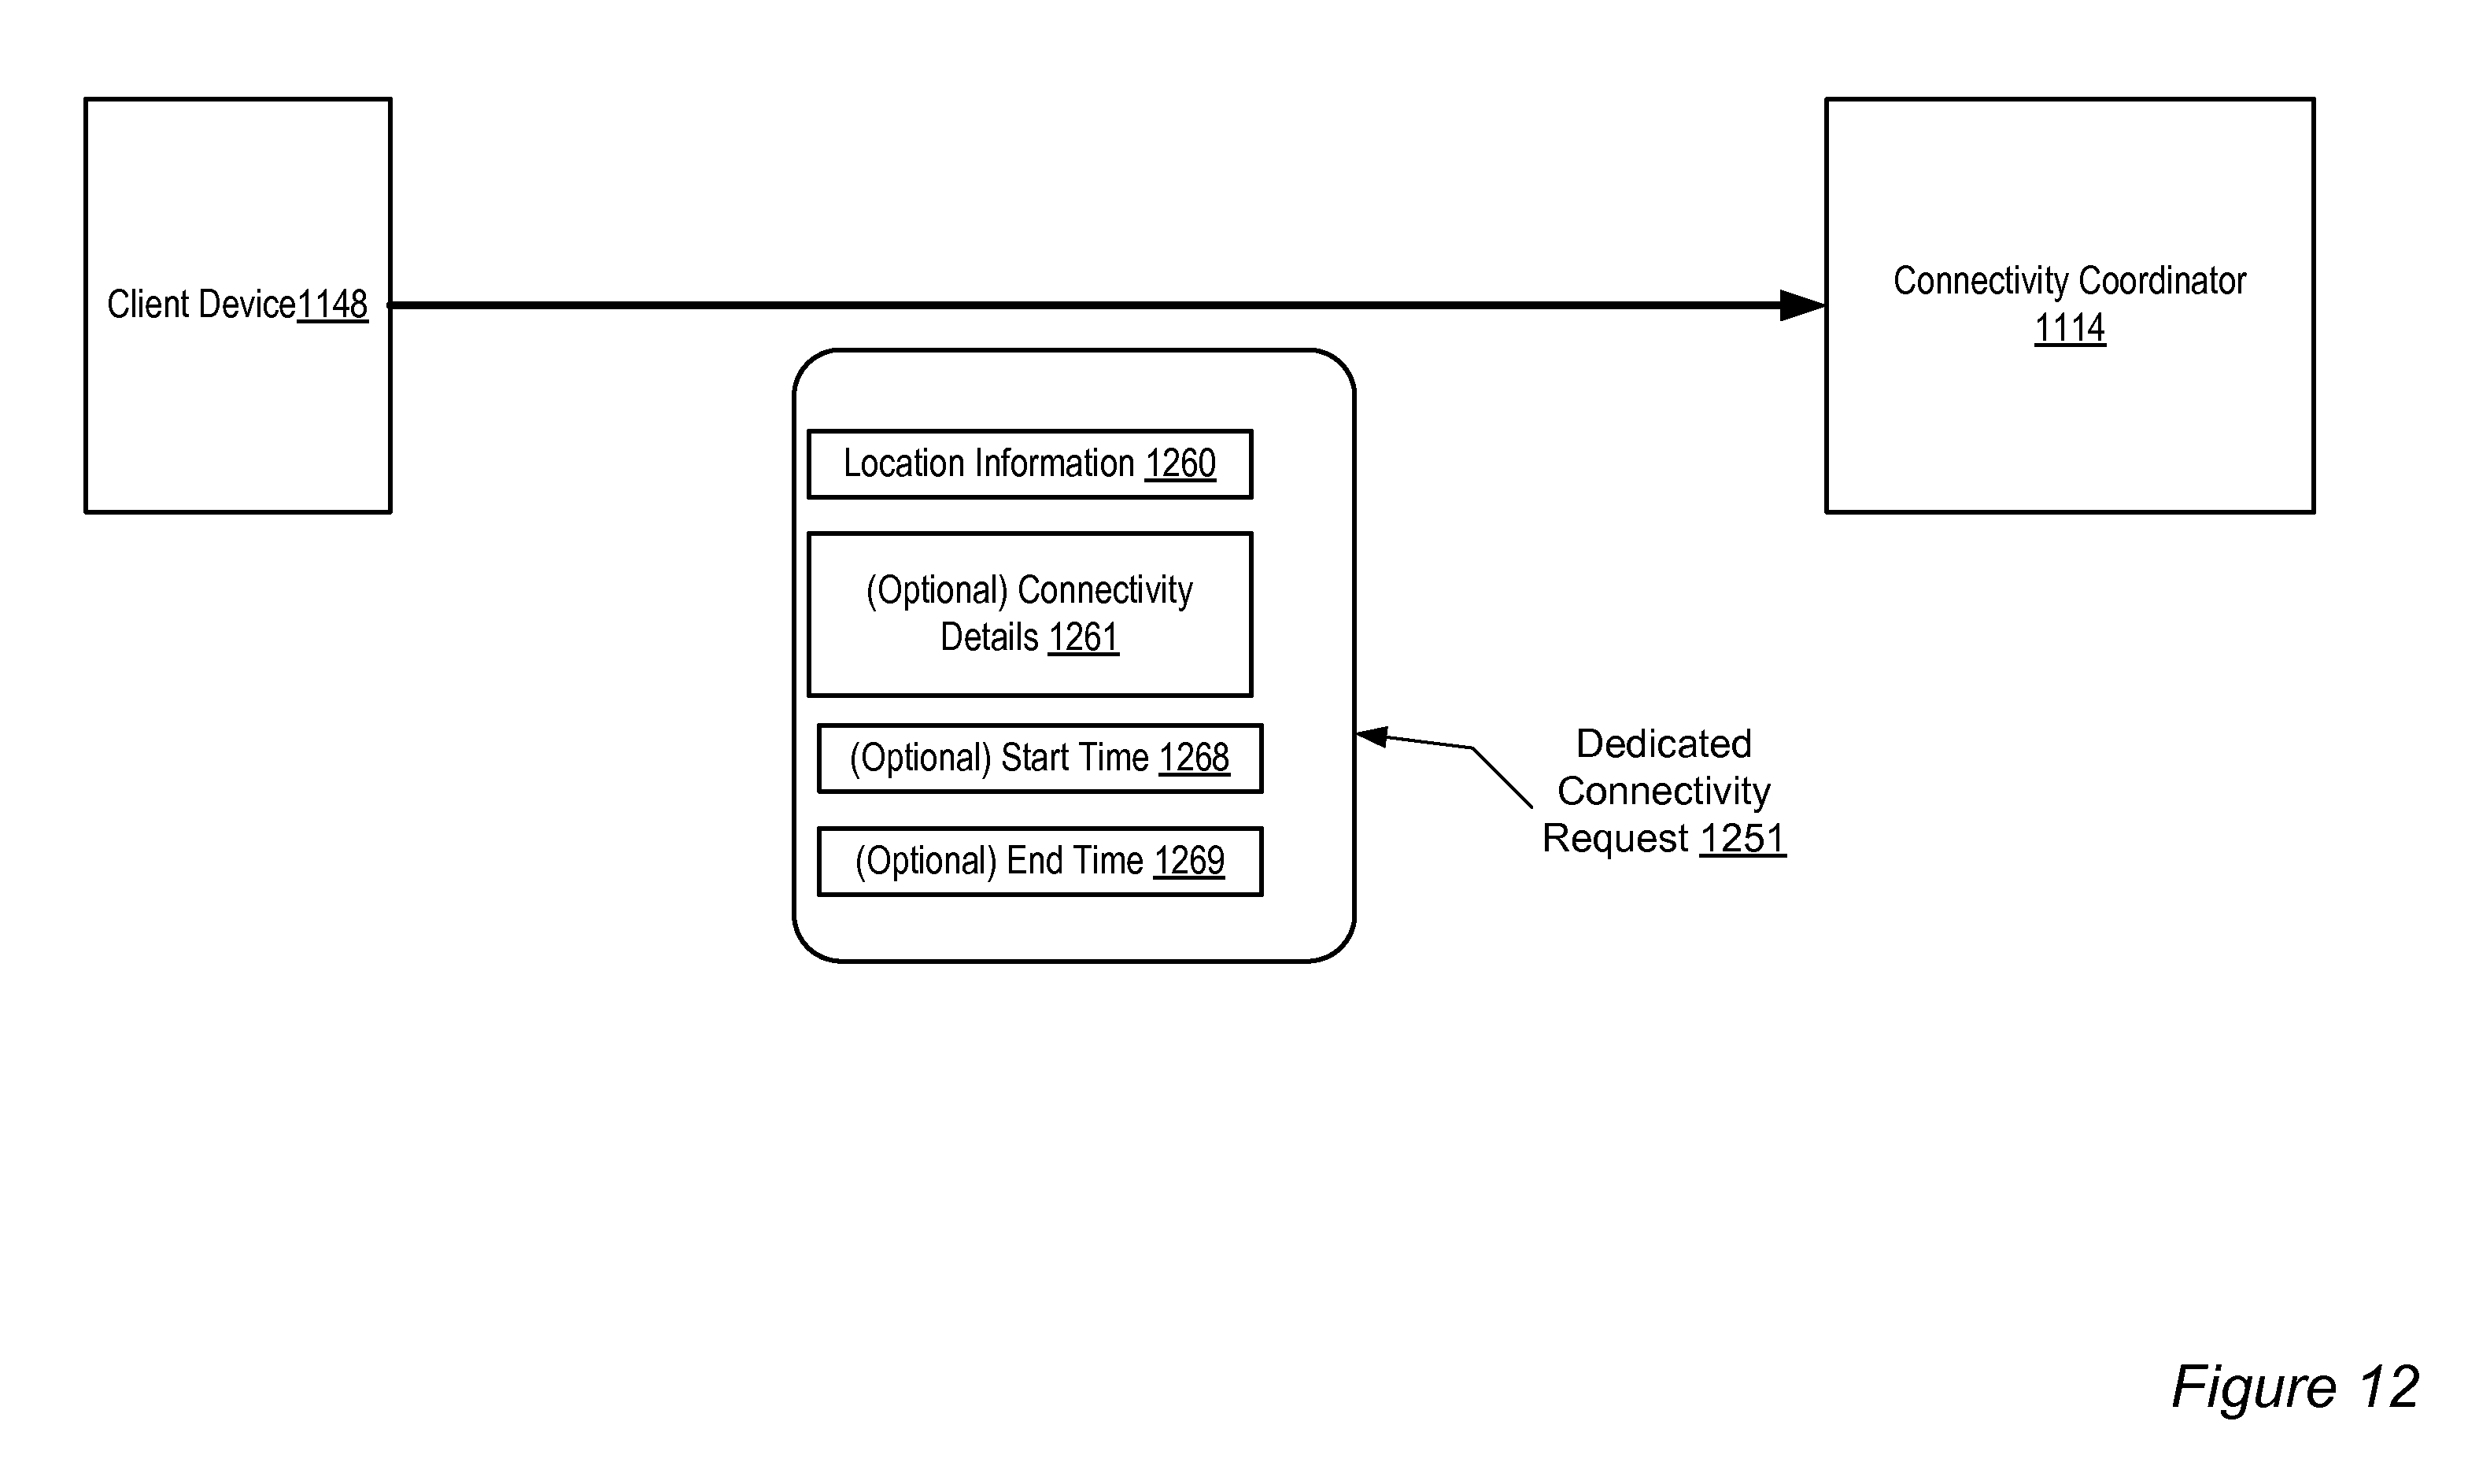 Client Device1148
Connectivity Coordinator
1114
Location Information 1260
(Optional) Connectivity
Details 1261
(Optional) Start Time 1268
(Optional) End Time 1269
Dedicated
Connectivity
Request 1251
Figure 12